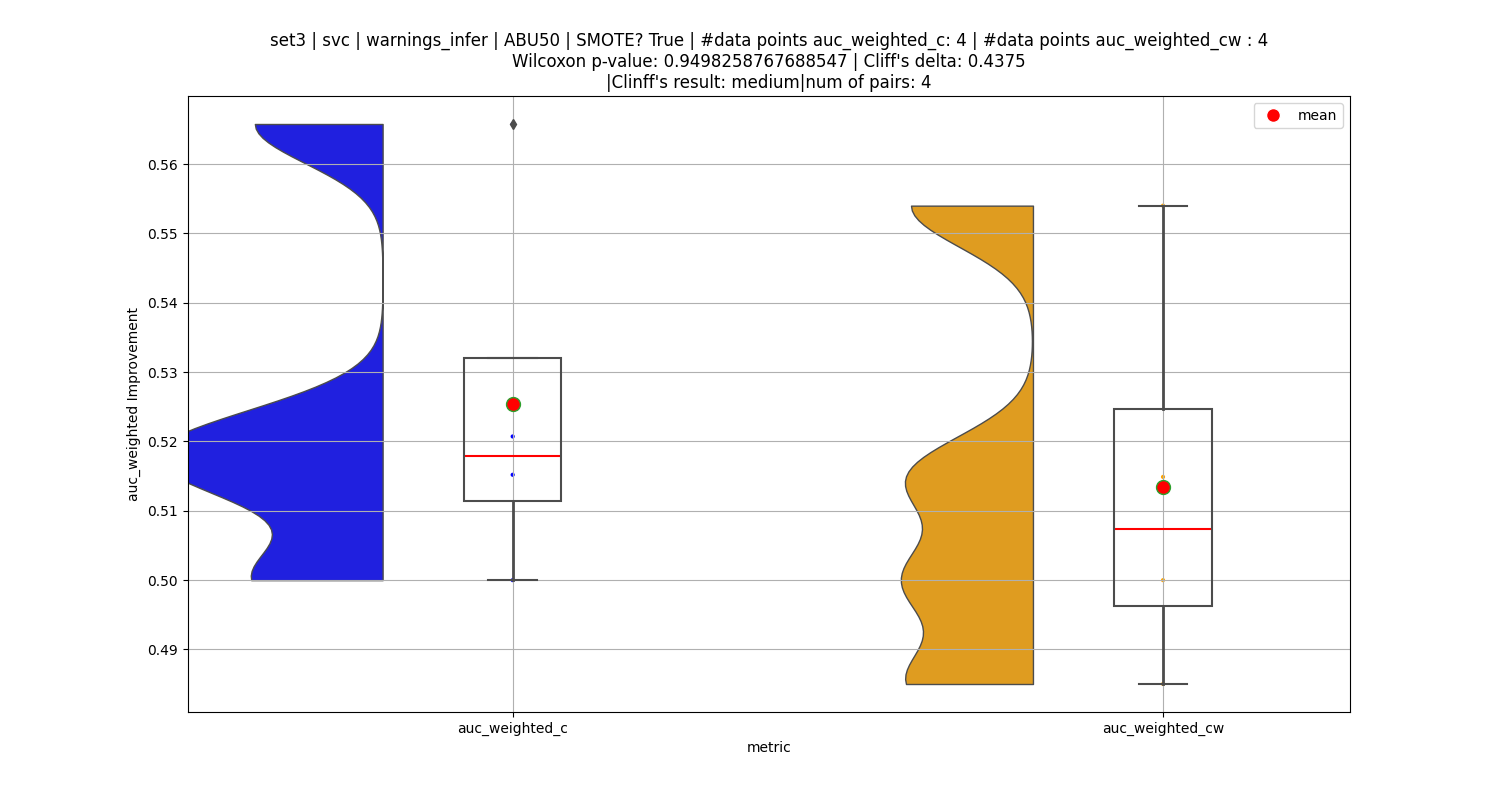 set3 | svc | warnings_infer | ABU50 | SMOTE? True | #data points auc_weighted_c: 4 | #data points auc_weighted_cw : 4
Wilcoxon p-value: 0.9498258767688547 | Cliff's delta: 0.4375
|Clinff's result: medium|num of pairs: 4
mean
0.56
0.55
0.54
0.53
0.52
0.51
0.50
0.49
auc_weighted Improvement
auc_weighted_c
auc_weighted_cw
metric